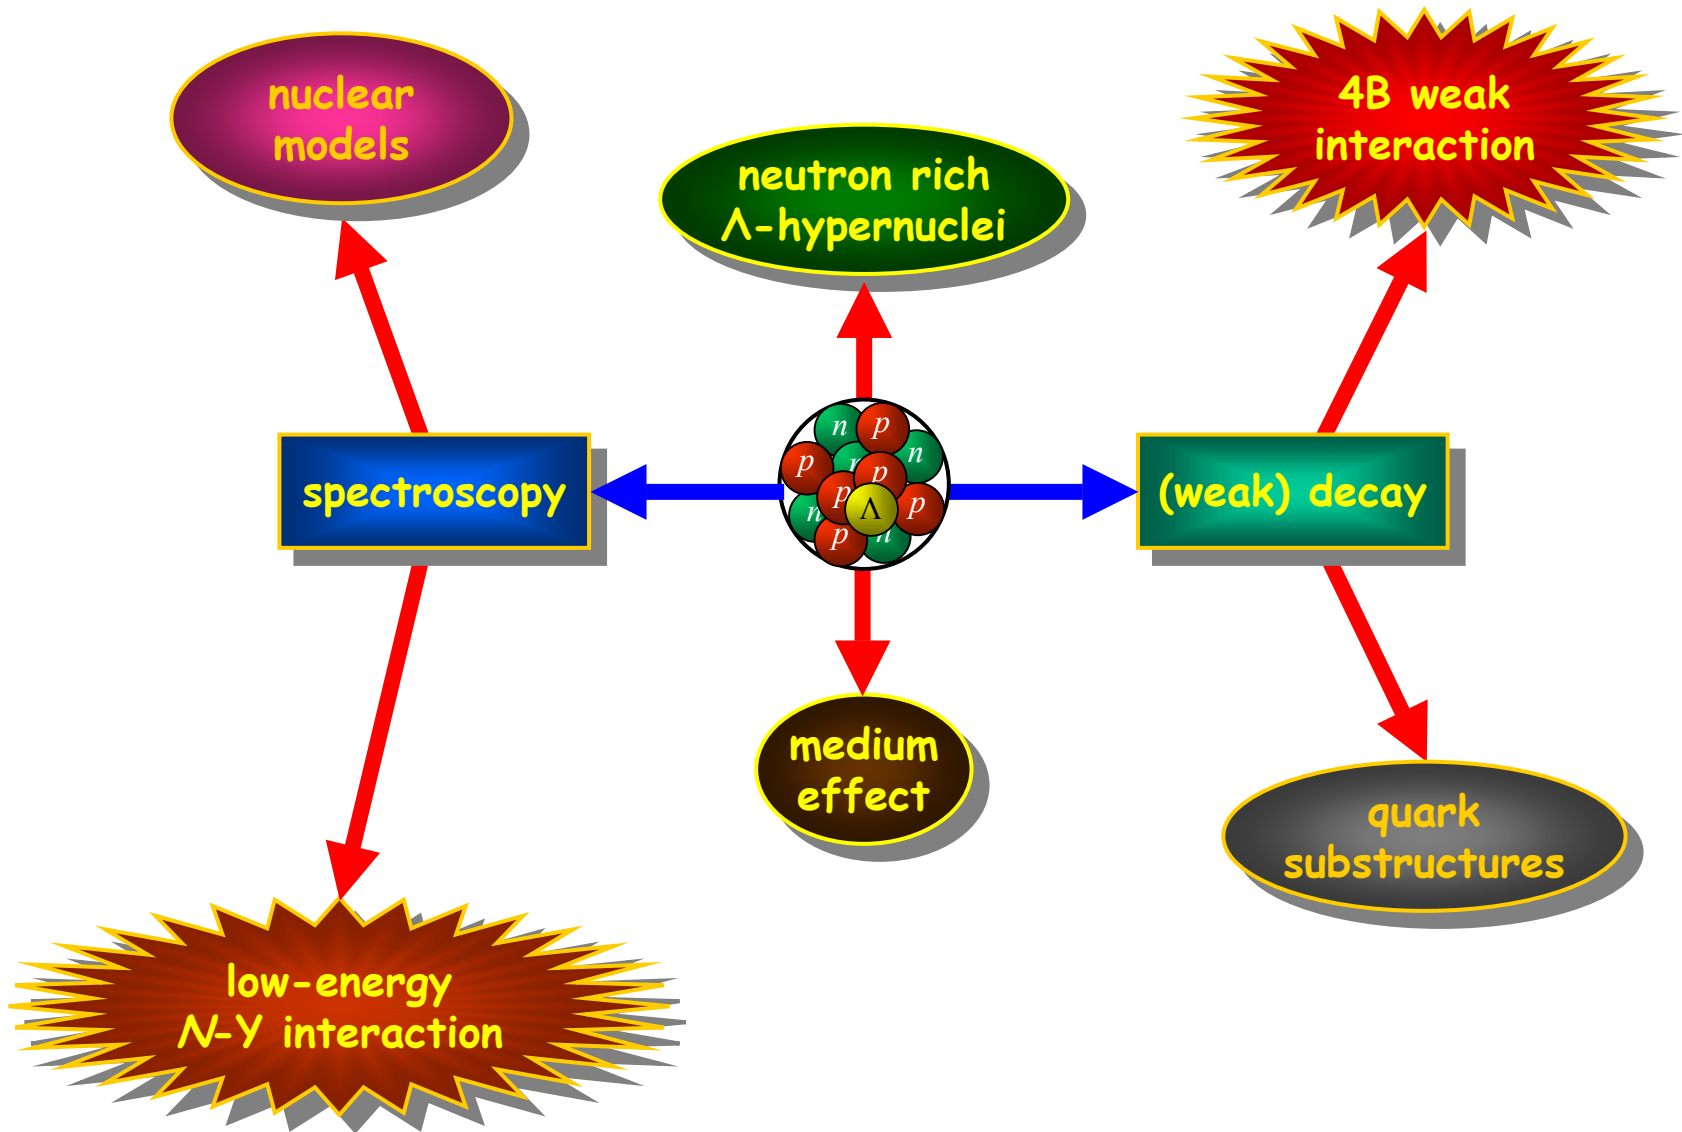 nuclear
models
4B weak
interaction
neutron rich
Λ-hypernuclei
n
p
n
p
n
p
p
p
n
Λ
p
n
spectroscopy
(weak) decay
medium
effect
quark
substructures
low-energy
N-Y interaction